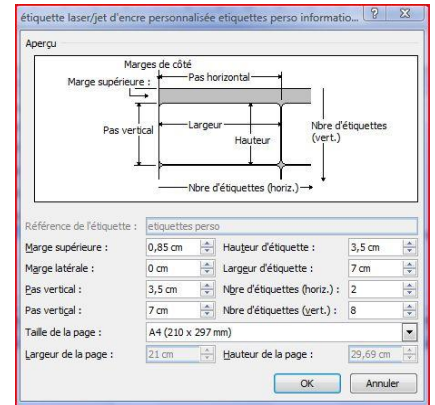 étiquette laser/jet d'encre personnalisée etiquettes perso informatio...
Aperçu
Marges de côté
Marge supérieure :
Pas horizontal
Pas vertical
Largeur
Hauteur
Nbre d'étiquettes
(vert.)
Nbre d'étiquettes (horiz.)
Référence de l'étiquette : etiquettes perso
Marge supérieure : 0,85 cm Hauteur d'étiquette : 3,5 cm
Marge latérale : 0 cm Largeur d'étiquette : 7 cm
Pas vertical : 3,5 cm Nbre d'étiquettes (horiz.) : 2
Pas vertical : 7 cm Nbre d'étiquettes (vert.) : 8
Taille de la page : A4 (210 x 297 mm)
Largeur de la page : 21 cm Hauteur de la page : 29,69 cm
OK Annuler